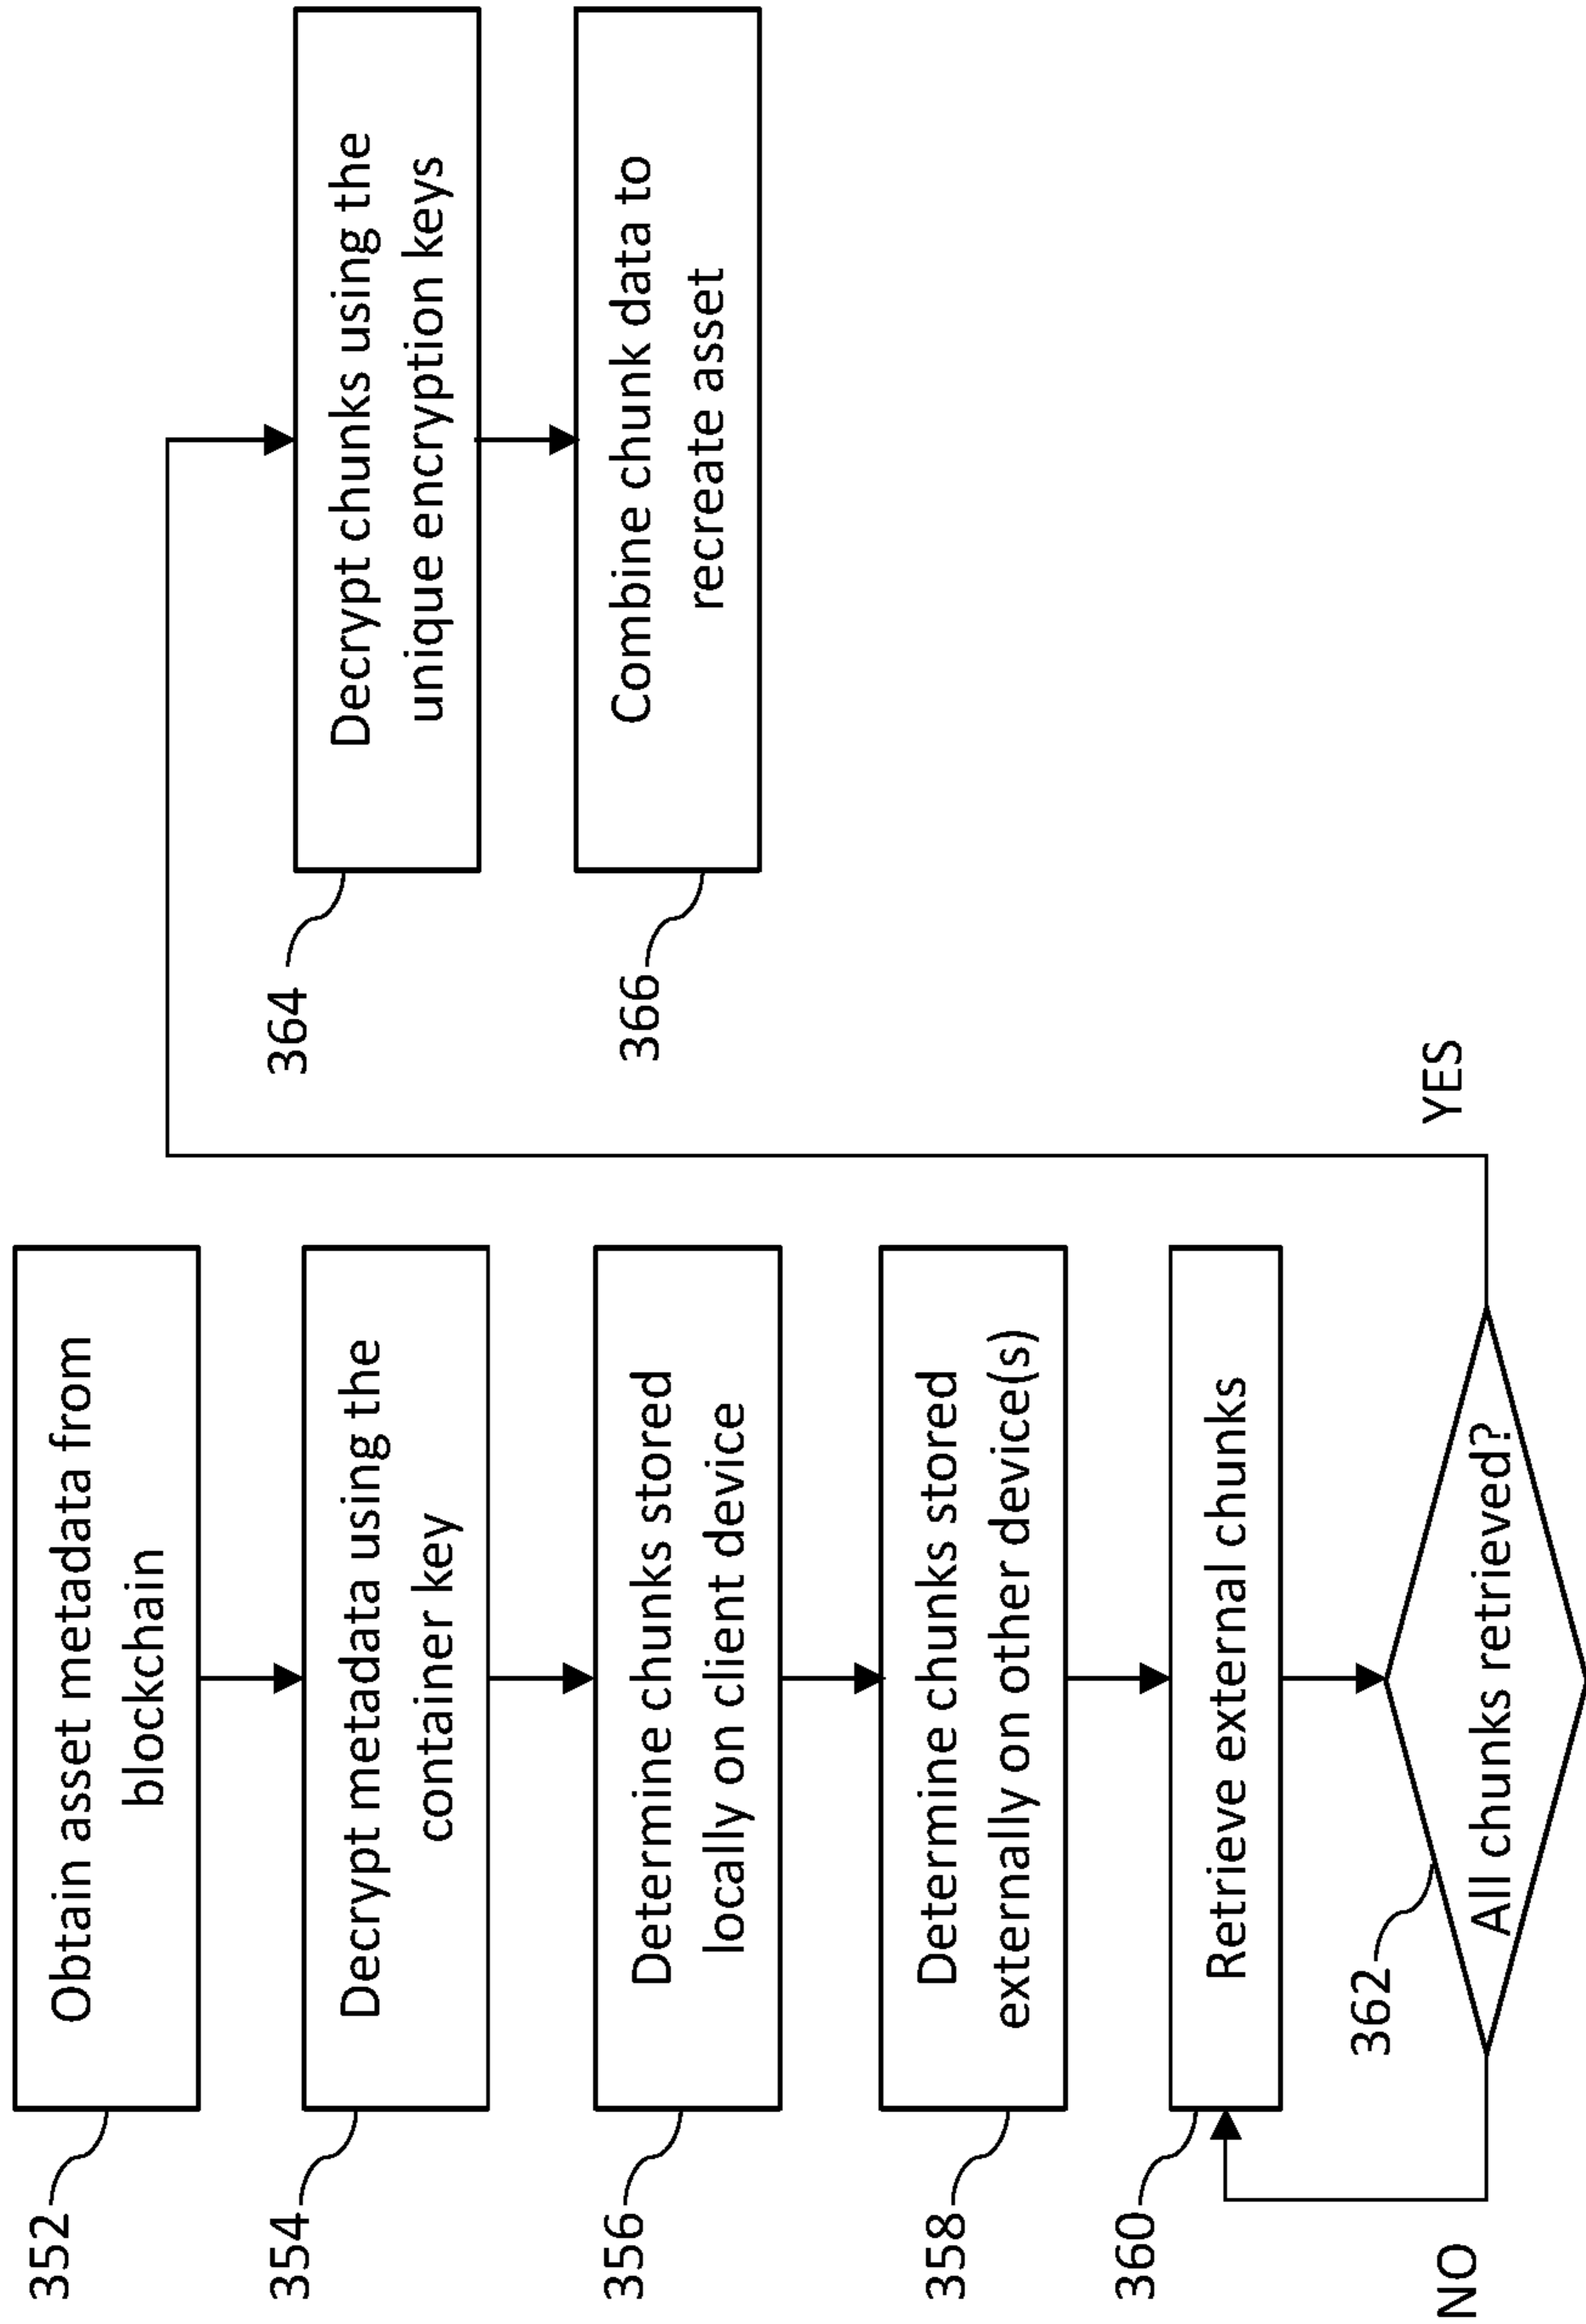 352
Obtain asset metadata from
blockchain
354
Decrypt metadata using the
container key
356
Determine chunks stored
locally on client device
358
Determine chunks stored
externally on other device(s)
360
Retrieve external chunks
362
All chunks retrieved?
NO
YES
364
Decrypt chunks using the
unique encryption keys
366
Combine chunk data to
recreate asset